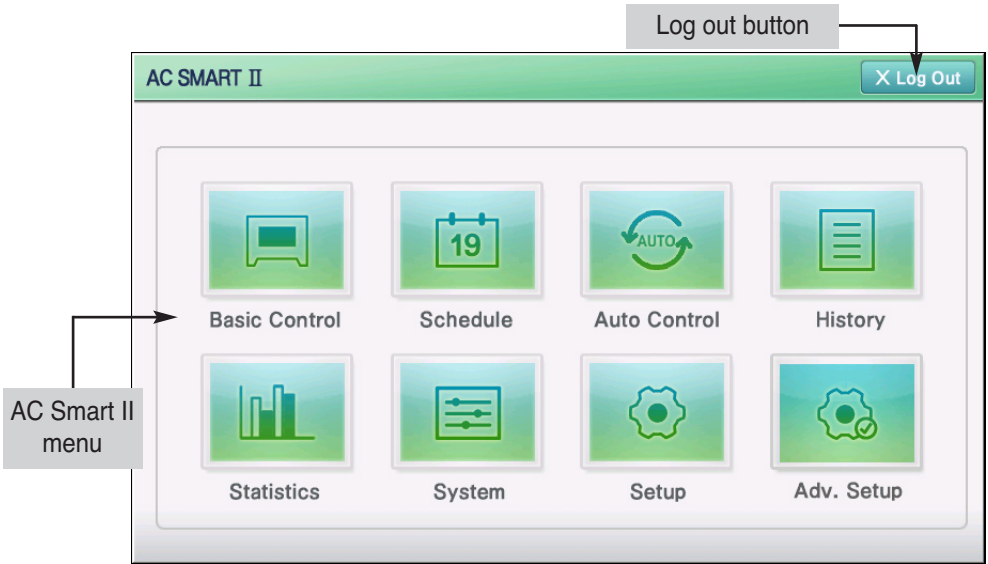 Log out button
AC SMART II
X Log Out
19
AUTO
Basic Control
Schedule
Auto Control
History
AC Smart II
menu
Statistics
System
Setup
Adv. Setup